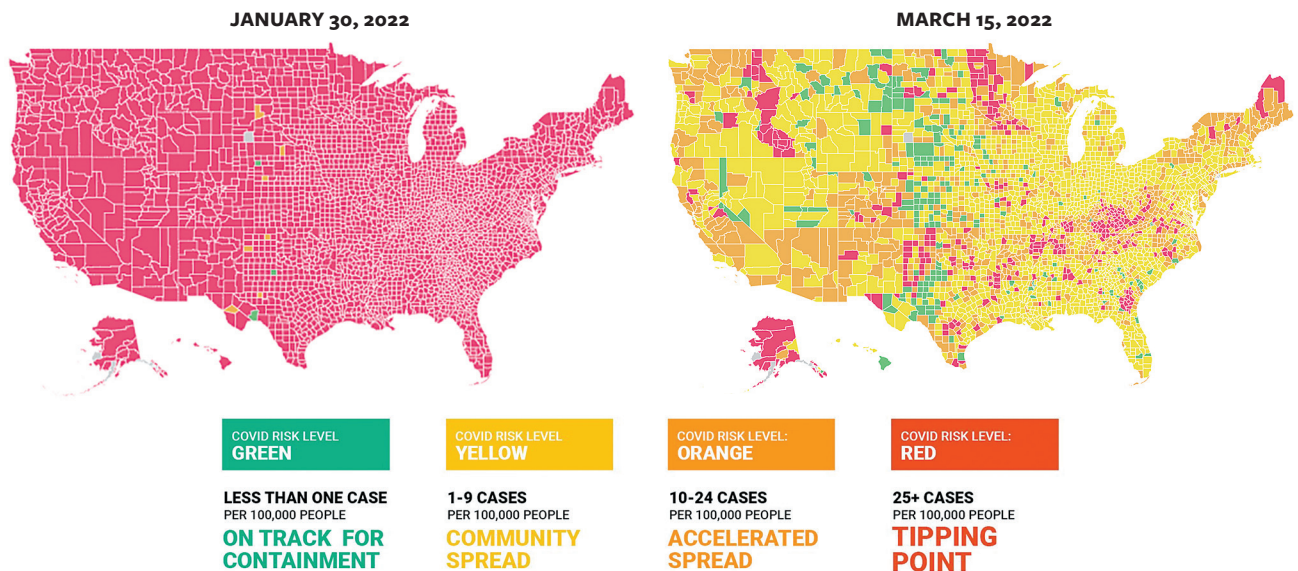 JANUARY 30, 2022
MARCH 15, 2022
COVID RISK LEVEL
GREEN
LESS THAN ONE CASE
PER 100,000 PEOPLE
ON TRACK FOR
CONTAINMENT
COVID RISK LEVEL
YELLOW
1-9 CASES
PER 100,000 PEOPLE
COMMUNITY
SPREAD
COVID RISK LEVEL:
ORANGE
10-24 CASES
PER 100,000 PEOPLE
ACCELERATED
SPREAD
COVID RISK LEVEL:
RED
25+ CASES
PER 100,000 PEOPLE
TIPPING
POINT